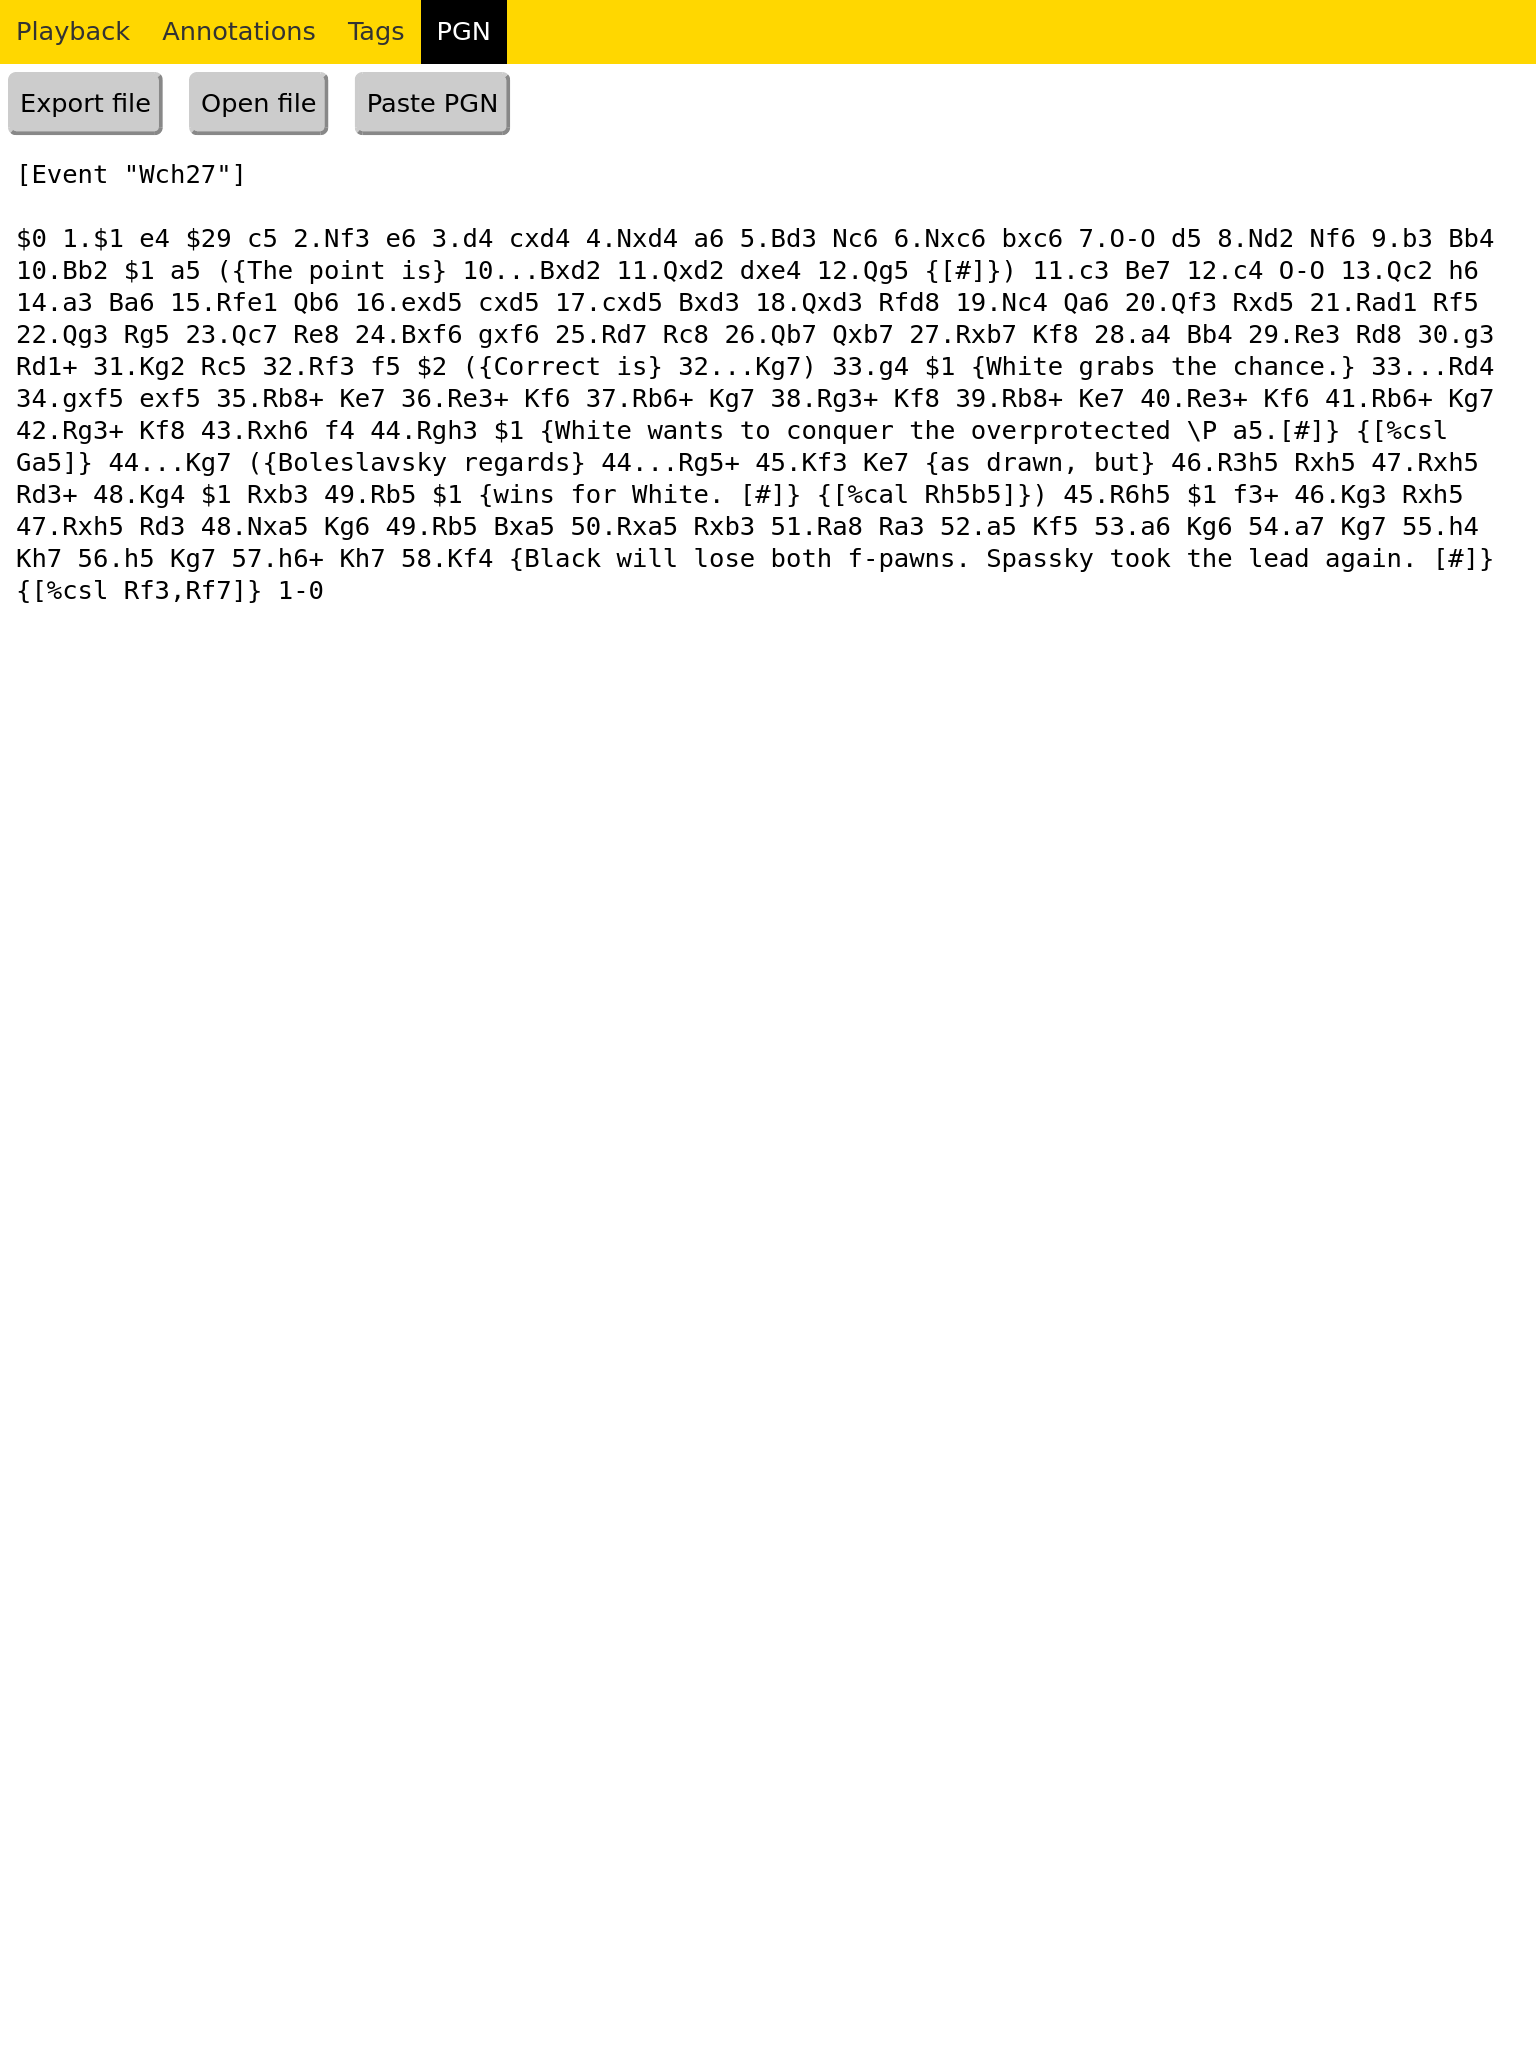 Playback Annotations Tags PGN
Export file Open file Paste PGN
[Event "Wch27"]
$0 1.$1 e4 $29 c5 2.Nf3 e6 3.d4 cxd4 4.Nxd4 a6 5.Bd3 Nc6 6.Nxc6 bxc6 7.O-O d5 8.Nd2 Nf6 9.b3 Bb4
10.Bb2 $1 a5 ({The point is} 10...Bxd2 11.Qxd2 dxe4 12.Qg5 {[#]}) 11.c3 Be7 12.c4 O-O 13.Qc2 h6
14.a3 Ba6 15.Rfe1 Qb6 16.exd5 cxd5 17.cxd5 Bxd3 18.Qxd3 Rfd8 19.Nc4 Qa6 20.Qf3 Rxd5 21.Rad1 Rf5
22.Qg3 Rg5 23.Qc7 Re8 24.Bxf6 gxf6 25.Rd7 Rc8 26.Qb7 Qxb7 27.Rxb7 Kf8 28.a4 Bb4 29.Re3 Rd8 30.g3
Rd1+ 31.Kg2 Rc5 32.Rf3 f5 $2 ({Correct is} 32...Kg7) 33.g4 $1 {White grabs the chance.} 33...Rd4
34.gxf5 exf5 35.Rb8+ Ke7 36.Re3+ Kf6 37.Rb6+ Kg7 38.Rg3+ Kf8 39.Rb8+ Ke7 40.Re3+ Kf6 41.Rb6+ Kg7
42.Rg3+ Kf8 43.Rxh6 f4 44.Rgh3 $1 {White wants to conquer the overprotected \P a5.[#]} {[%csl
Ga5]} 44...Kg7 ({Boleslavsky regards} 44...Rg5+ 45.Kf3 Ke7 {as drawn, but} 46.R3h5 Rxh5 47.Rxh5
Rd3+ 48.Kg4 $1 Rxb3 49.Rb5 $1 {wins for White. [#]} {[%cal Rh5b5]}) 45.R6h5 $1 f3+ 46.Kg3 Rxh5
47.Rxh5 Rd3 48.Nxa5 Kg6 49.Rb5 Bxa5 50.Rxa5 Rxb3 51.Ra8 Ra3 52.a5 Kf5 53.a6 Kg6 54.a7 Kg7 55.h4
Kh7 56.h5 Kg7 57.h6+ Kh7 58.Kf4 {Black will lose both f-pawns. Spassky took the lead again. [#]}
{[%csl Rf3,Rf7]} 1-0